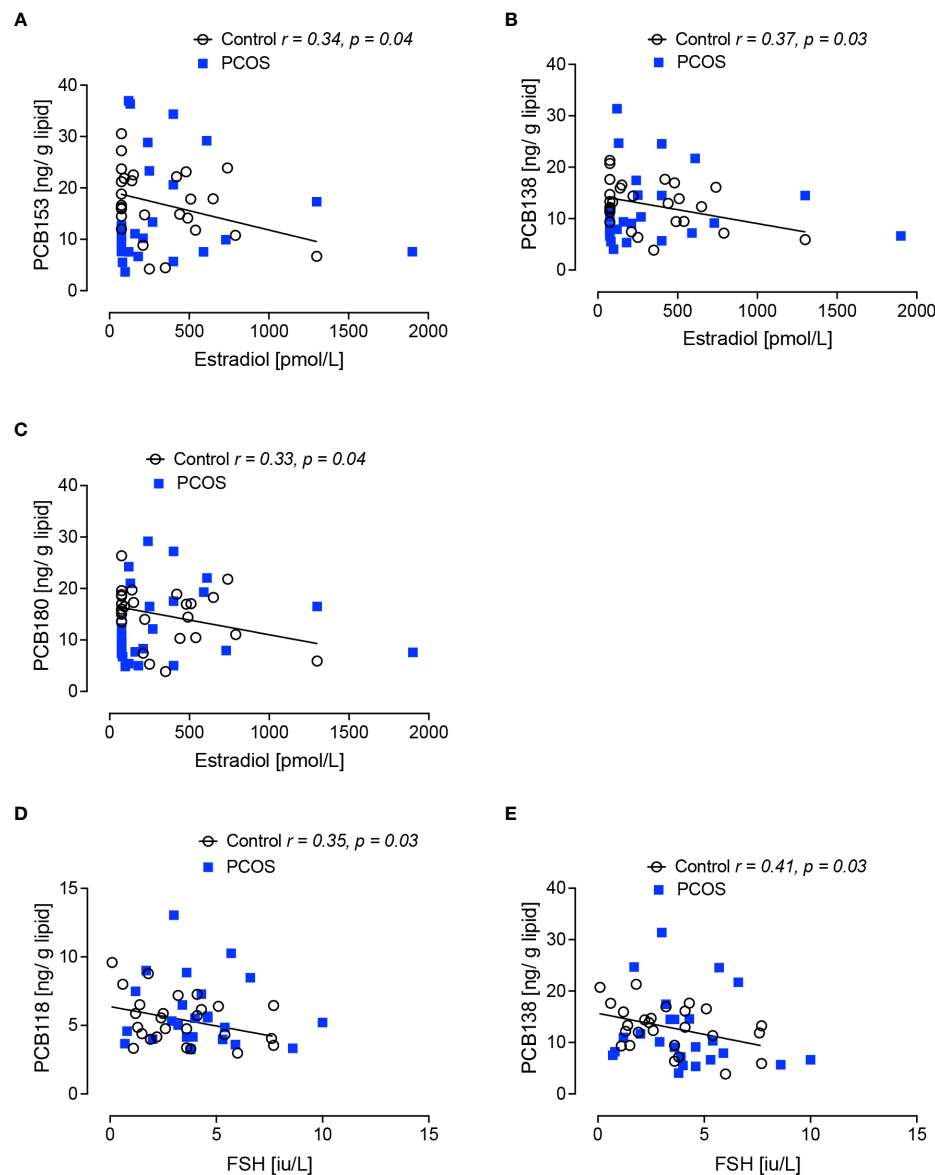 A
Control r = 0.34, p = 0.04
PCOS
PCB153 [ng/ g lipid]
40
30
20
10
0
0 500 1000 1500 2000
Estradiol [pmol/L]
B
Control r = 0.37, p = 0.03
PCOS
PCB138 [ng/ g lipid]
40
30
20
10
0
0 500 1000 1500 2000
Estradiol [pmol/L]
C
Control r = 0.33, p = 0.04
PCOS
PCB180 [ng/ g lipid]
40
30
20
10
0
0 500 1000 1500 2000
Estradiol [pmol/L]
D
Control r = 0.35, p = 0.03
PCOS
PCB118 [ng/ g lipid]
15
10
5
0
0 5 10 15
FSH [iu/L]
E
Control r = 0.41, p = 0.03
PCOS
PCB138 [ng/ g lipid]
40
30
20
10
0
0 5 10 15
FSH [iu/L]